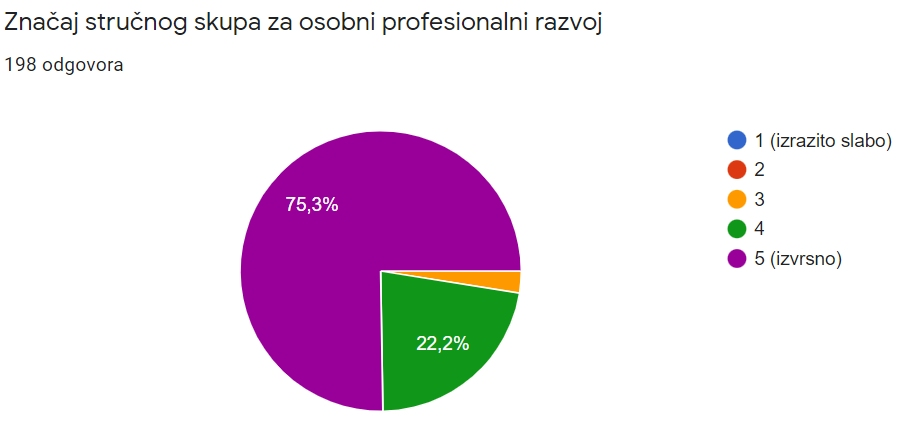 Značaj stručnog skupa za osobni profesionalni razvoj
198 odgovora
75,3%
22,2%
1 (izrazito slabo)
2
3
4
5 (izvrsno)